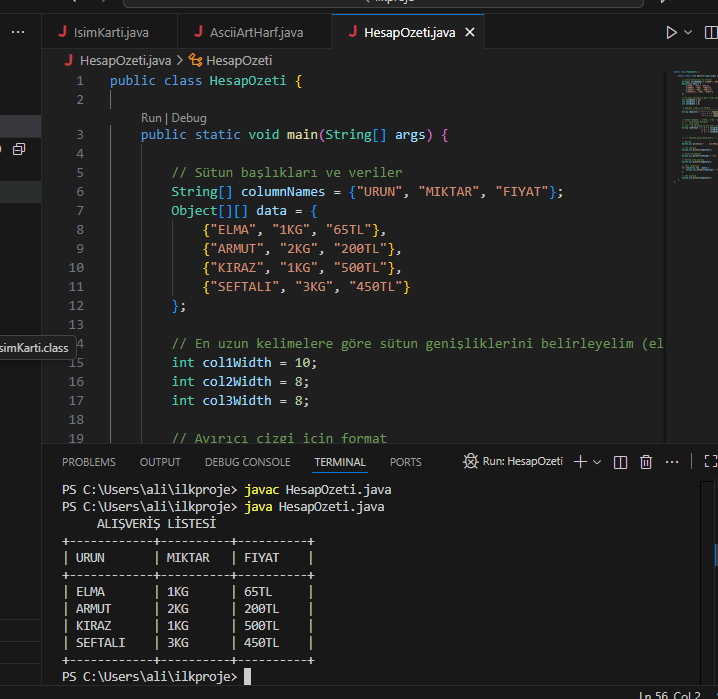 ilkproje
IsimKarti.java AsciiArtHarf.java HesapOzeti.java
HesapOzeti.java > HesapOzeti
1 public class HesapOzeti {
2
Run | Debug
3 public static void main(String[] args) {
4
5 // Sütun başlıkları ve veriler
6 String[] columnNames = {"URUN", "MIKTAR", "FIYAT"};
7 Object[][] data = {
8 {"ELMA", "1KG", "65TL"},
9 {"ARMUT", "2KG", "200TL"},
10 {"KIRAZ", "1KG", "500TL"},
11 {"SEFTALI", "3KG", "450TL"}
12 };
13
4 // En uzun kelimelere göre sütun genişliklerini belirleyelim (el
simKarti.class
15 int col1Width = 10;
16 int col2Width = 8;
17 int col3Width = 8;
18
19 // Ayırıcı çizgi için format
PROBLEMS OUTPUT DEBUG CONSOLE TERMINAL PORTS Run: HesapOzeti
PS C:\Users\ali\ilkproje> javac HesapOzeti.java
PS C:\Users\ali\ilkproje> java HesapOzeti.java
ALIŞVERİŞ LİSTESİ
+------------+----------+----------+
| URUN | MIKTAR | FIYAT |
+------------+----------+----------+
| ELMA | 1KG | 65TL |
| ARMUT | 2KG | 200TL |
| KIRAZ | 1KG | 500TL |
| SEFTALI | 3KG | 450TL |
+------------+----------+----------+
PS C:\Users\ali\ilkproje>
Ln 56, Col 2